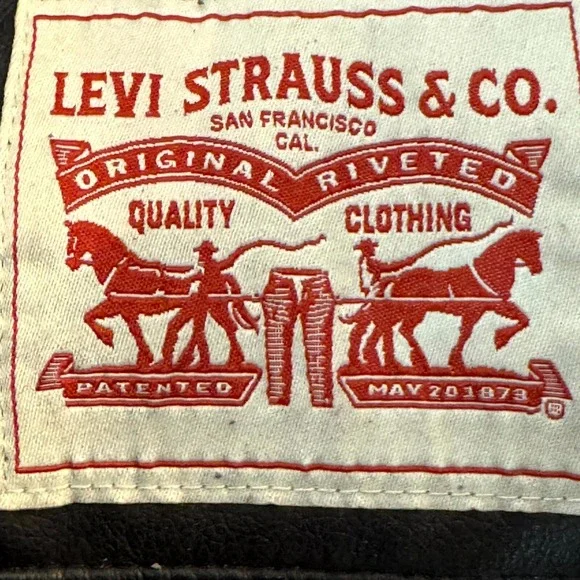 LEVI STRAUSS & CO.
SAN FRANCISCO
CAL.
ORIGINAL RIVETED
QUALITY CLOTHING
PATENTED MAY 20 1873
®